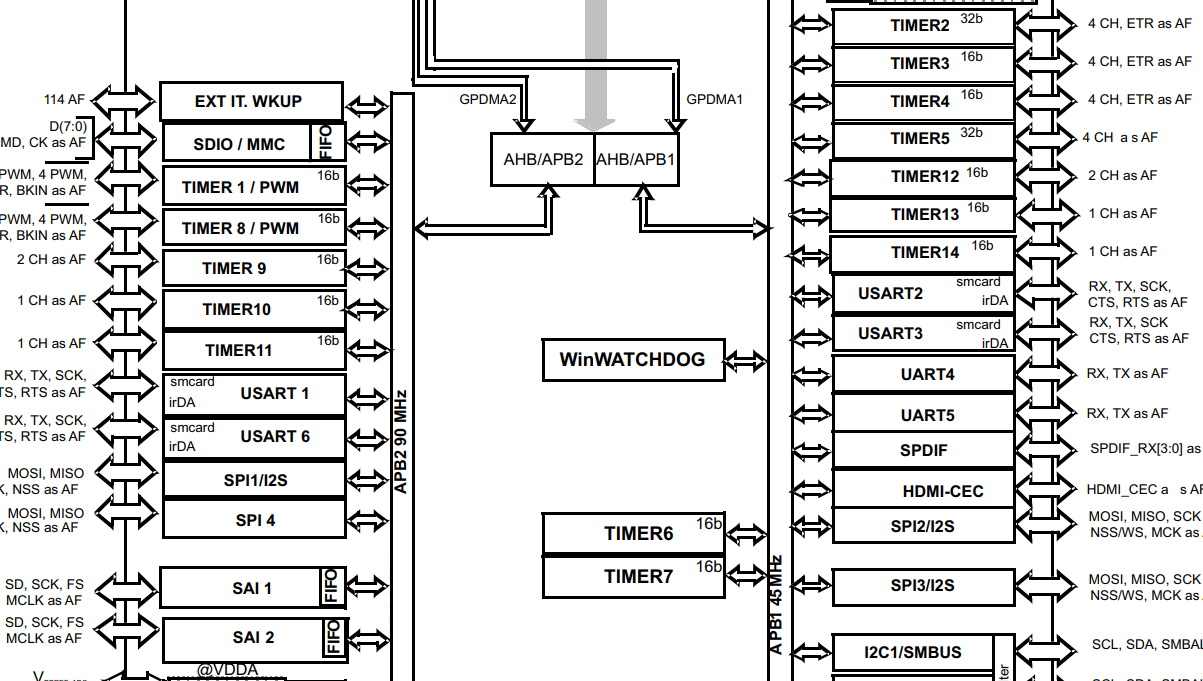 114 AF
EXT IT. WKUP
D(7:0)
MD, CK as AF
SDIO / MMC
FIFO
PWM, 4 PWM,
R, BKIN as AF
TIMER 1 / PWM
16b
PWM, 4 PWM,
R, BKIN as AF
TIMER 8 / PWM
16b
2 CH as AF
TIMER 9
16b
1 CH as AF
TIMER10
16b
1 CH as AF
TIMER11
16b
RX, TX, SCK,
TS, RTS as AF
smcard
irDA
USART 1
RX, TX, SCK,
TS, RTS as AF
smcard
irDA
USART 6
MOSI, MISO
K, NSS as AF
SPI1/I2S
MOSI, MISO
K, NSS as AF
SPI 4
SD, SCK, FS
MCLK as AF
SAI 1
FIFO
SD, SCK, FS
MCLK as AF
SAI 2
FIFO
@VDDA
APB2 90 MHz
GPDMA2
GPDMA1
AHB/APB2
AHB/APB1
WinWATCHDOG
TIMER6
16b
TIMER7
16b
APB1 45 MHz
TIMER2
32b
4 CH, ETR as AF
TIMER3
16b
4 CH, ETR as AF
TIMER4
16b
4 CH, ETR as AF
TIMER5
32b
4 CH a s AF
TIMER12
16b
2 CH as AF
TIMER13
16b
1 CH as AF
TIMER14
16b
1 CH as AF
USART2
smcard
irDA
RX, TX, SCK,
CTS, RTS as AF
USART3
smcard
irDA
RX, TX, SCK
CTS, RTS as AF
UART4
RX, TX as AF
UART5
RX, TX as AF
SPDIF
SPDIF_RX[3:0] as
HDMI-CEC
HDMI_CEC a s AF
SPI2/I2S
MOSI, MISO, SCK
NSS/WS, MCK as
SPI3/I2S
MOSI, MISO, SCK
NSS/WS, MCK as
I2C1/SMBUS
SCL, SDA, SMBAL